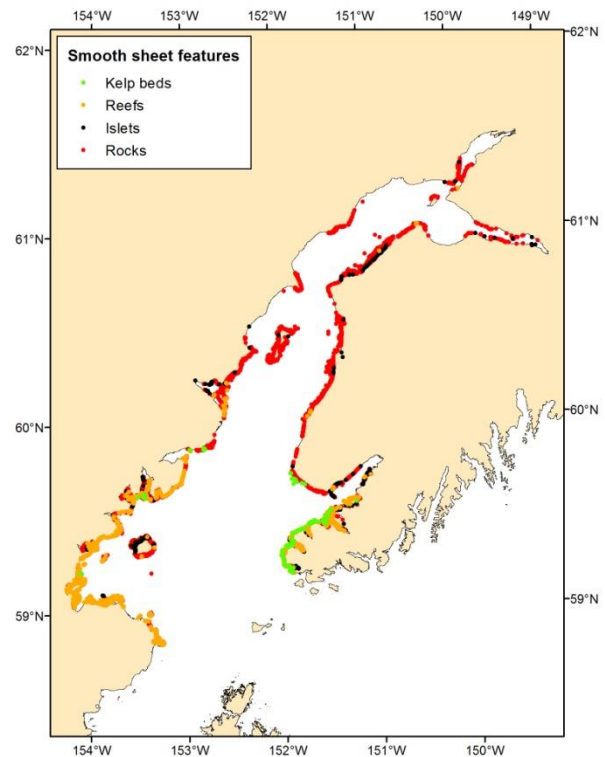 154°W 153°W 152°W 151°W 150°W 149°W
62°N 62°N
Smooth sheet features
Kelp beds
Reefs
Islets
Rocks
61°N 61°N
60°N 60°N
59°N 59°N
154°W 153°W 152°W 151°W 150°W